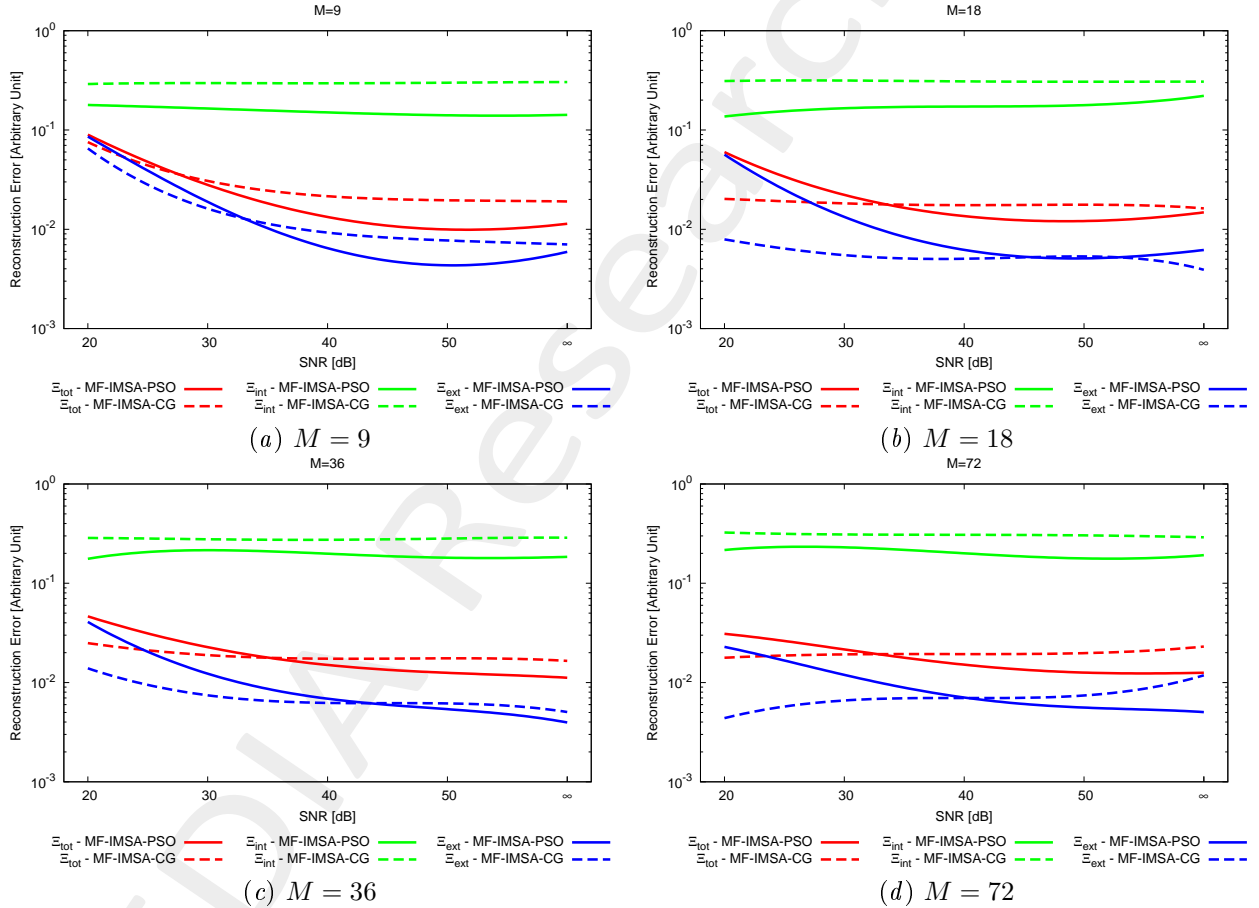 M=9
Reconstruction Error [Arbitrary Unit]
10^0
10^-1
10^-2
10^-3
20 30 40 50 ∞
SNR [dB]
Ξtot - MF-IMSA-PSO Ξint - MF-IMSA-PSO Ξext - MF-IMSA-PSO
Ξtot - MF-IMSA-CG Ξint - MF-IMSA-CG Ξext - MF-IMSA-CG
(a) M = 9
M=18
Reconstruction Error [Arbitrary Unit]
10^0
10^-1
10^-2
10^-3
20 30 40 50 ∞
SNR [dB]
Ξtot - MF-IMSA-PSO Ξint - MF-IMSA-PSO Ξext - MF-IMSA-PSO
Ξtot - MF-IMSA-CG Ξint - MF-IMSA-CG Ξext - MF-IMSA-CG
(b) M = 18
M=36
Reconstruction Error [Arbitrary Unit]
10^0
10^-1
10^-2
10^-3
20 30 40 50 ∞
SNR [dB]
Ξtot - MF-IMSA-PSO Ξint - MF-IMSA-PSO Ξext - MF-IMSA-PSO
Ξtot - MF-IMSA-CG Ξint - MF-IMSA-CG Ξext - MF-IMSA-CG
(c) M = 36
M=72
Reconstruction Error [Arbitrary Unit]
10^0
10^-1
10^-2
10^-3
20 30 40 50 ∞
SNR [dB]
Ξtot - MF-IMSA-PSO Ξint - MF-IMSA-PSO Ξext - MF-IMSA-PSO
Ξtot - MF-IMSA-CG Ξint - MF-IMSA-CG Ξext - MF-IMSA-CG
(d) M = 72